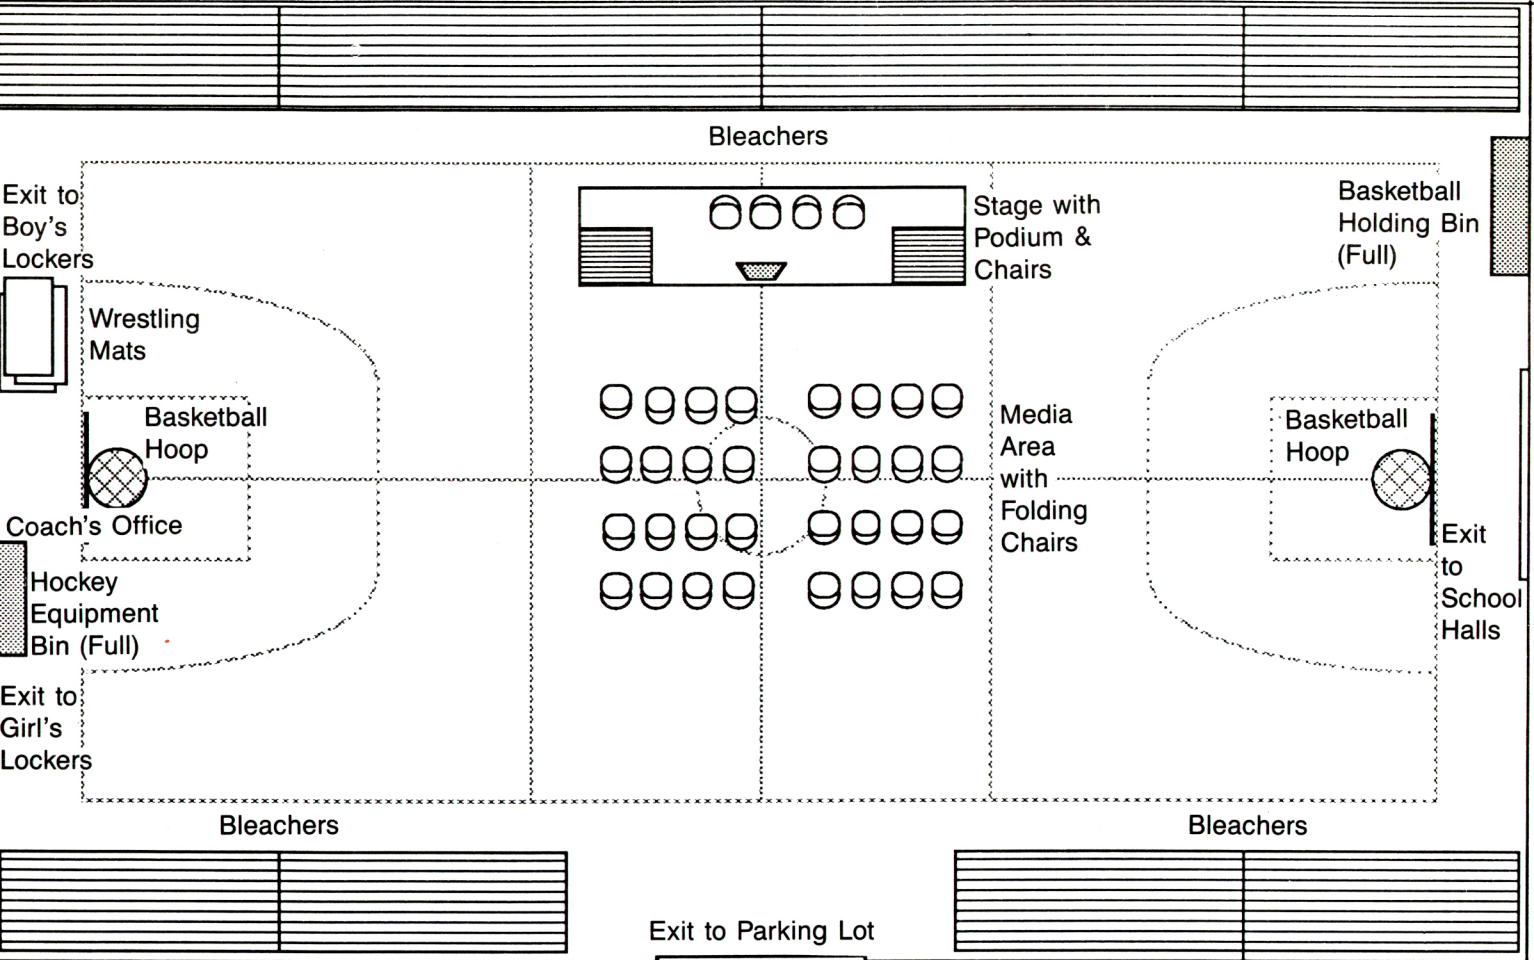 Bleachers
Exit to
Boy's
Lockers
Stage with
Podium &
Chairs
Basketball
Holding Bin
(Full)
Wrestling
Mats
Basketball
Hoop
Media
Area
with
Folding
Chairs
Basketball
Hoop
Coach's Office
Exit
to
School
Halls
Hockey
Equipment
Bin (Full)
Exit to
Girl's
Lockers
Bleachers
Bleachers
Exit to Parking Lot